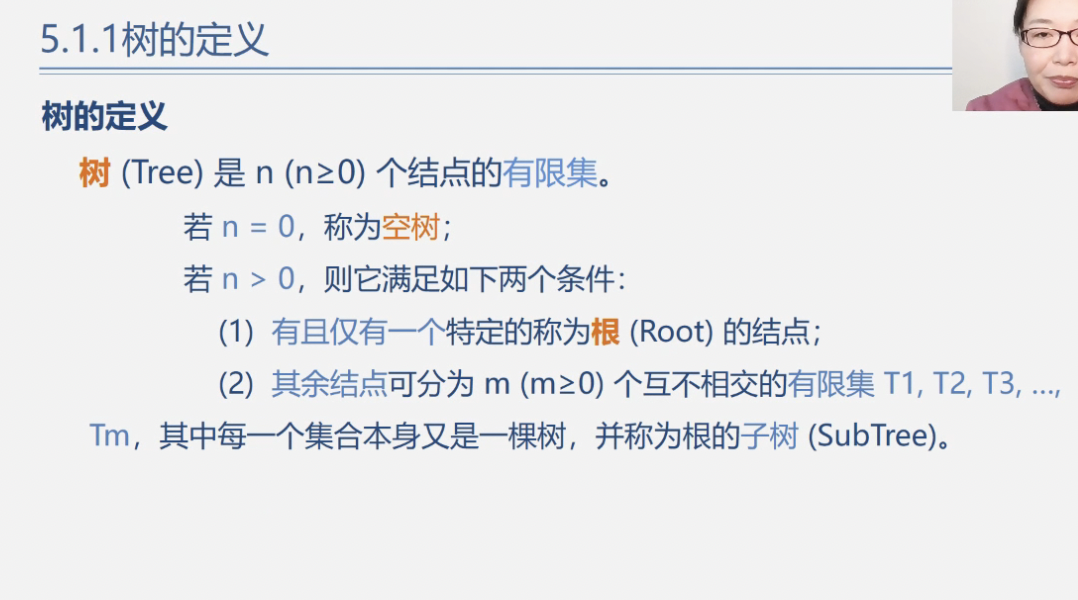 5.1.1树的定义
树的定义
树 (Tree) 是 n (n≥0) 个结点的有限集。
若 n = 0，称为空树；
若 n > 0，则它满足如下两个条件：
(1) 有且仅有一个特定的称为根 (Root) 的结点；
(2) 其余结点可分为 m (m≥0) 个互不相交的有限集 T1, T2, T3, …,
Tm，其中每一个集合本身又是一棵树，并称为根的子树 (SubTree)。